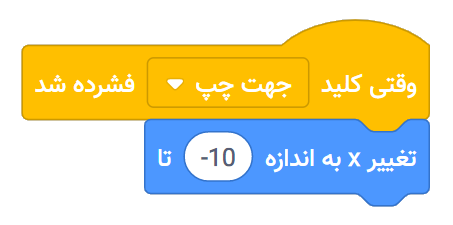 وقتی کلید جهت چپ فشرده شد
تغییر x به اندازه -10 تا